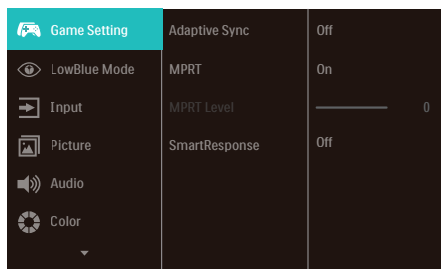 Game Setting Adaptive Sync Off
LowBlue Mode MPRT On
Input MPRT Level 0
Picture SmartResponse Off
Audio
Color